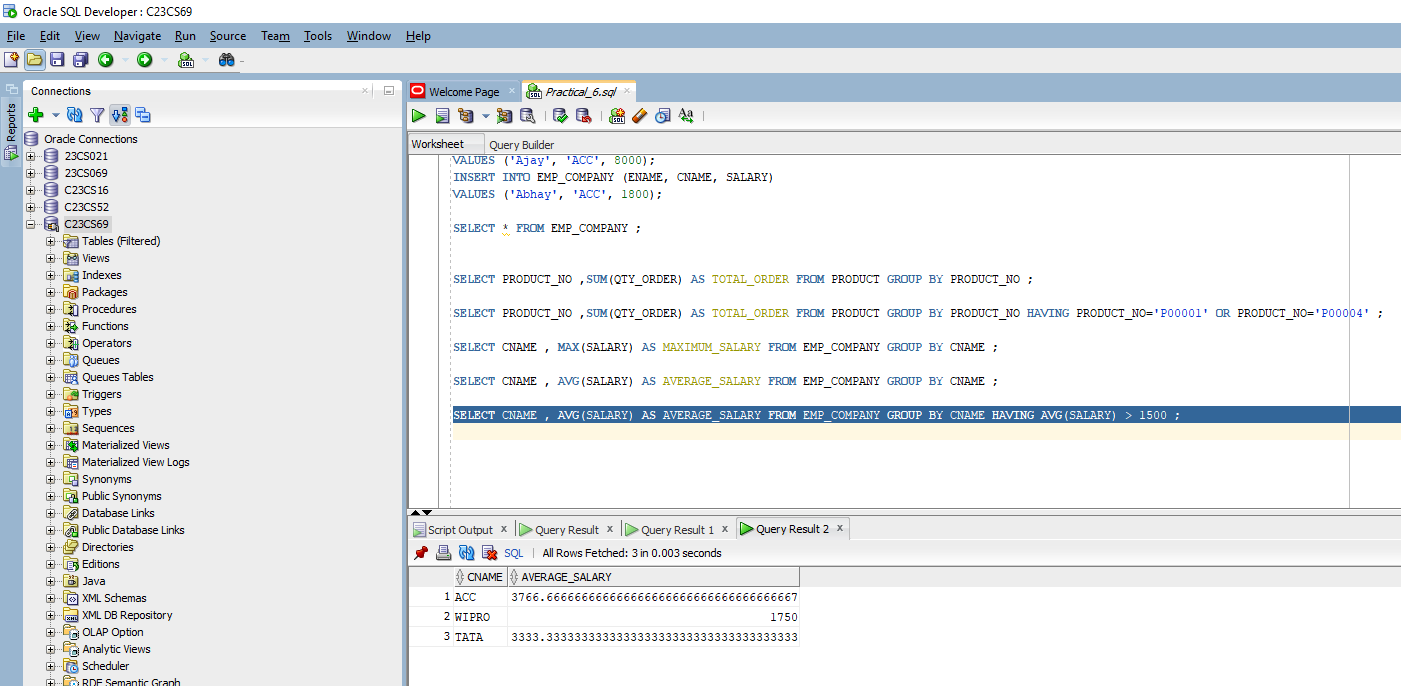 Oracle SQL Developer : C23CS69
File Edit View Navigate Run Source Team Tools Window Help
Reports
Connections
Oracle Connections
23CS021
23CS069
C23CS16
C23CS52
C23CS69
Tables (Filtered)
Views
Indexes
Packages
Procedures
Functions
Operators
Queues
Queues Tables
Triggers
Types
Sequences
Materialized Views
Materialized View Logs
Synonyms
Public Synonyms
Database Links
Public Database Links
Directories
Editions
Java
XML Schemas
XML DB Repository
OLAP Option
Analytic Views
Scheduler
RDF Semantic Graph
Welcome Page Practical_6.sql
Worksheet Query Builder
VALUES ('Ajay', 'ACC', 8000);
INSERT INTO EMP_COMPANY (ENAME, CNAME, SALARY)
VALUES ('Abhay', 'ACC', 1800);
SELECT * FROM EMP_COMPANY ;
SELECT PRODUCT_NO ,SUM(QTY_ORDER) AS TOTAL_ORDER FROM PRODUCT GROUP BY PRODUCT_NO ;
SELECT PRODUCT_NO ,SUM(QTY_ORDER) AS TOTAL_ORDER FROM PRODUCT GROUP BY PRODUCT_NO HAVING PRODUCT_NO='P00001' OR PRODUCT_NO='P00004' ;
SELECT CNAME , MAX(SALARY) AS MAXIMUM_SALARY FROM EMP_COMPANY GROUP BY CNAME ;
SELECT CNAME , AVG(SALARY) AS AVERAGE_SALARY FROM EMP_COMPANY GROUP BY CNAME ;
SELECT CNAME , AVG(SALARY) AS AVERAGE_SALARY FROM EMP_COMPANY GROUP BY CNAME HAVING AVG(SALARY) > 1500 ;
Script Output Query Result Query Result 1 Query Result 2
SQL All Rows Fetched: 3 in 0.003 seconds
CNAME AVERAGE_SALARY
1 ACC 3766.666666666666666666666666666666666667
2 WIPRO 1750
3 TATA 3333.333333333333333333333333333333333333